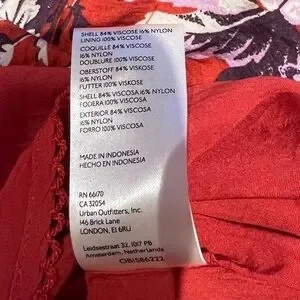 SHELL 84% VISCOSE 16% NYLON
LINING 100% VISCOSE
COQUILLE 84% VISCOSE
16% NYLON
DOUBLURE 100% VISCOSE
OBERSTOFF 84% VISKOSE
16% NYLON
FUTTER 100% VISKOSE
SHELL 84% VISCOSA 16% NYLON
FODERA 100% VISCOSA
EXTERIOR 84% VISCOSA
16% NYLON
FORRO 100% VISCOSA
MADE IN INDONESIA
HECHO EN INDONESIA
RN 66170
CA 32054
Urban Outfitters, Inc.
146 Brick Lane
LONDON, E1 6RU
Leidsestraat 32, 1017 PB
Amsterdam, Netherlands